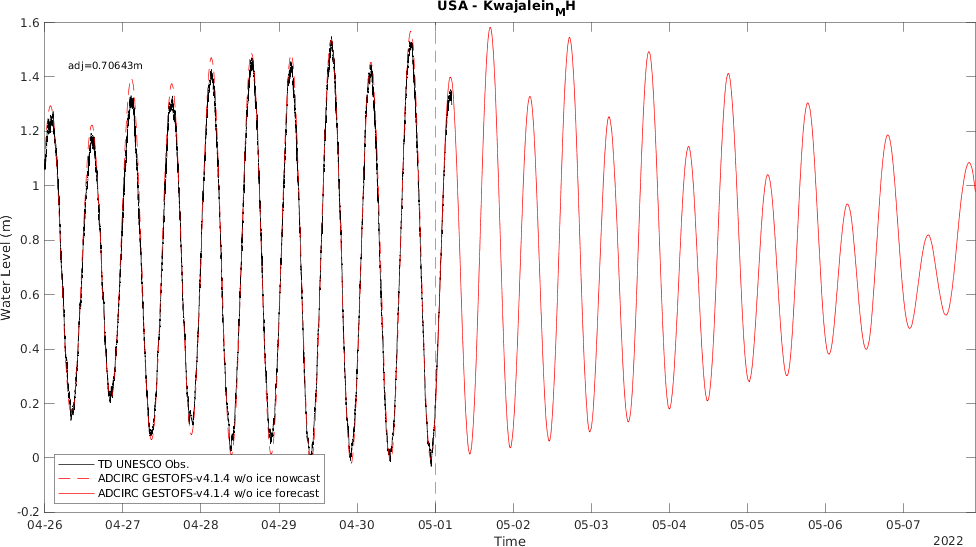 USA - Kwajalein_MH
adj=0.70643m
1.6
1.4
1.2
1
0.8
0.6
0.4
0.2
0
-0.2
Water Level (m)
TD UNESCO Obs.
ADCIRC GESTOFS-v4.1.4 w/o ice nowcast
ADCIRC GESTOFS-v4.1.4 w/o ice forecast
04-26 04-27 04-28 04-29 04-30 05-01 05-02 05-03 05-04 05-05 05-06 05-07
Time
2022